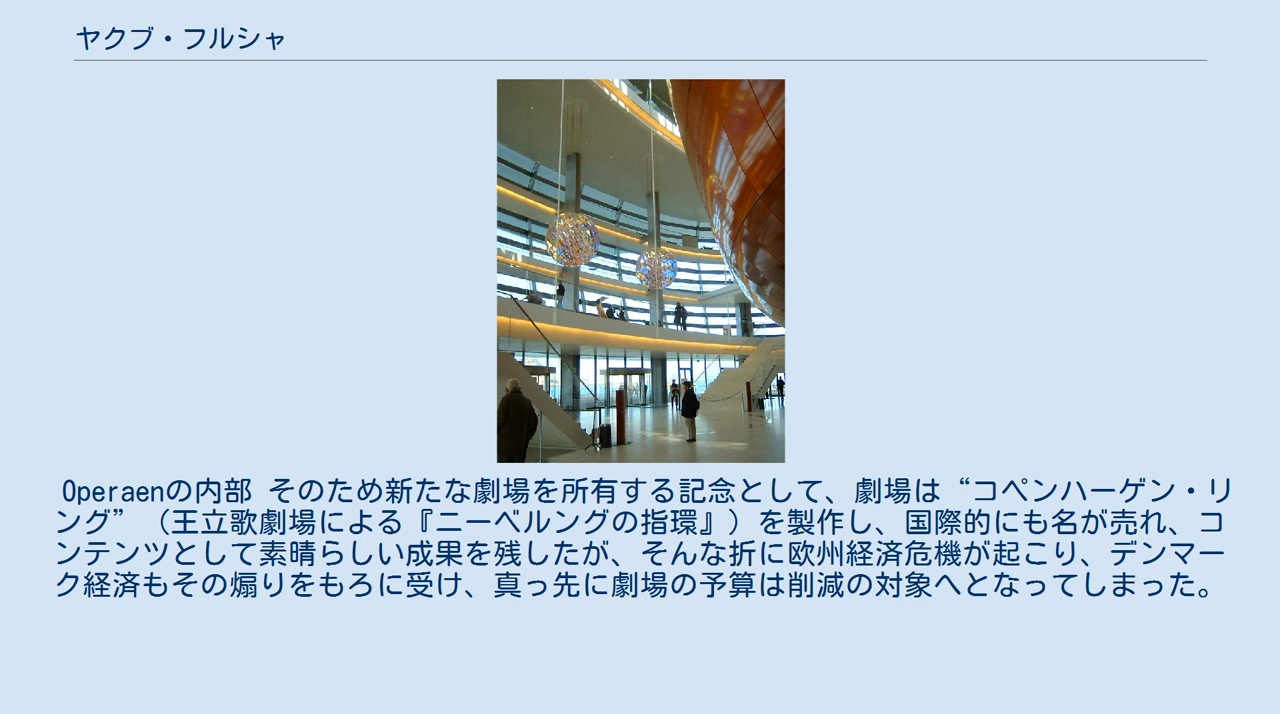 ヤクブ・フルシャ
Operaenの内部 そのため新たな劇場を所有する記念として、劇場は“コペンハーゲン・リ
ング”（王立歌劇場による『ニーベルングの指環』）を製作し、国際的にも名が売れ、コ
ンテンツとして素晴らしい成果を残したが、そんな折に欧州経済危機が起こり、デンマー
ク経済もその煽りをもろに受け、真っ先に劇場の予算は削減の対象へとなってしまった。